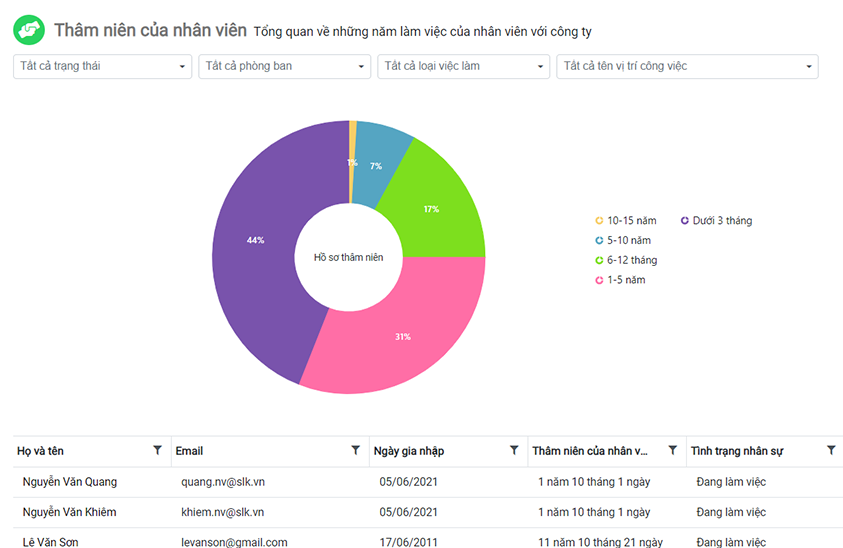 Thâm niên của nhân viên Tổng quan về những năm làm việc của nhân viên với công ty
Tất cả trạng thái Tất cả phòng ban Tất cả loại việc làm Tất cả tên vị trí công việc
1% 7%
17%
44%
Hồ sơ thâm niên
31%
10-15 năm Dưới 3 tháng
5-10 năm
6-12 tháng
1-5 năm
Họ và tên Email Ngày gia nhập Thâm niên của nhân v... Tình trạng nhân sự
Nguyễn Văn Quang quang.nv@slk.vn 05/06/2021 1 năm 10 tháng 1 ngày Đang làm việc
Nguyễn Văn Khiêm khiem.nv@slk.vn 05/06/2021 1 năm 10 tháng 1 ngày Đang làm việc
Lê Văn Sơn levanson@gmail.com 17/06/2011 11 năm 10 tháng 21 ngày Đang làm việc